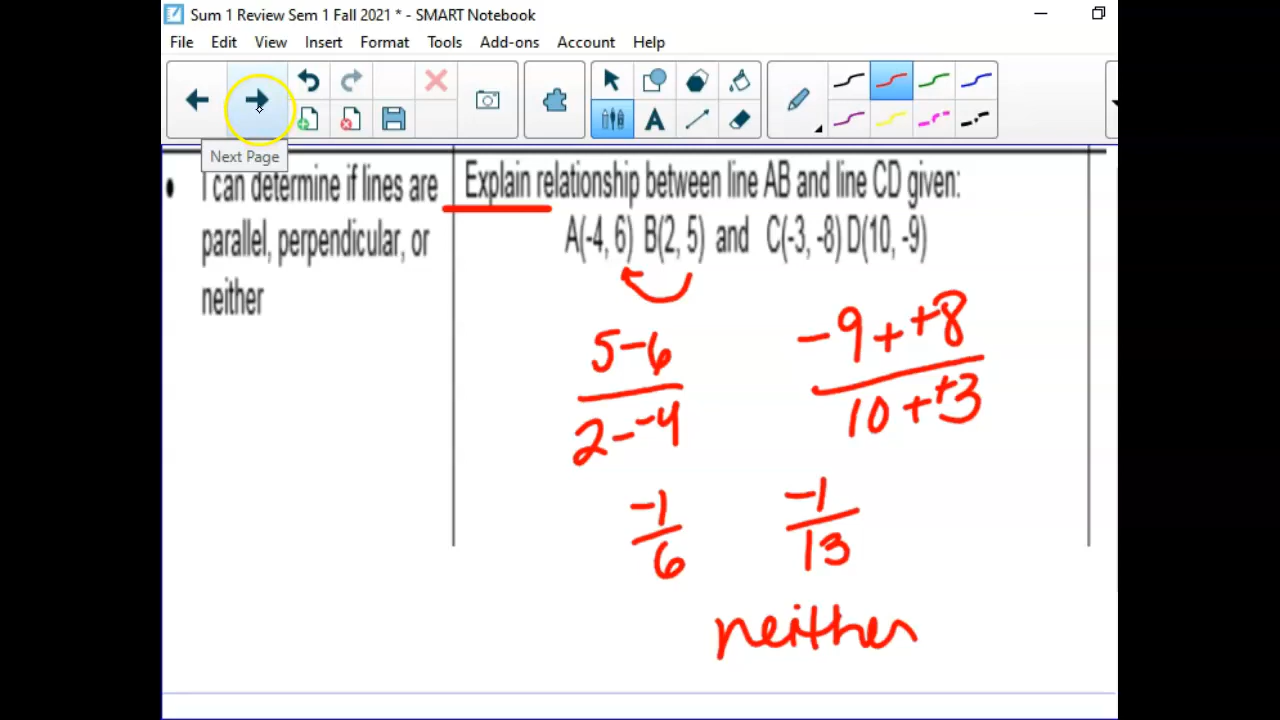 Sum 1 Review Sem 1 Fall 2021 * - SMART Notebook
File Edit View Insert Format Tools Add-ons Account Help
A
Next Page
• I can determine if lines are
parallel, perpendicular, or
neither
Explain relationship between line AB and line CD given:
A(-4, 6) B(2, 5) and C(-3, -8) D(10, -9)
5-6
2--4
-9++8
10++3
-1
6
-1
13
neither